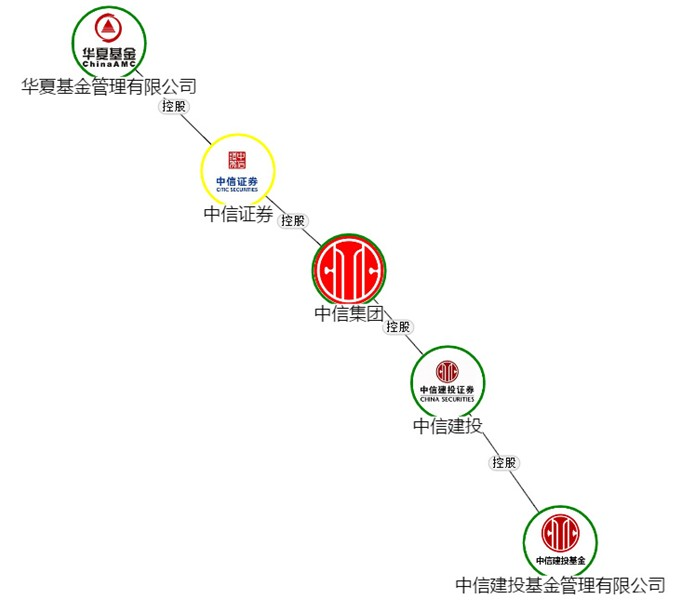 华夏基金
ChinaAMC
华夏基金管理有限公司
控股
中信证券
CITIC SECURITIES
中信证券
控股
中信集团
控股
中信建投证券
CHINA SECURITIES
中信建投
控股
中信建投基金
中信建投基金管理有限公司